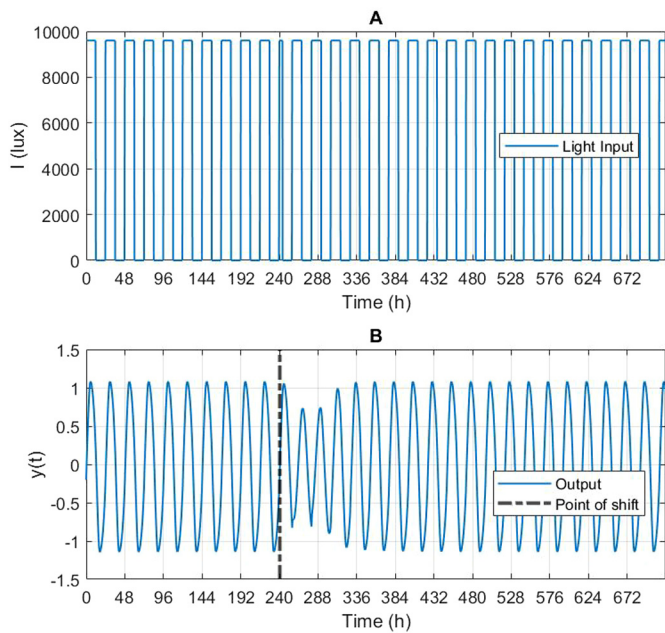 A
10000
8000
6000
4000
2000
0
I (lux)
Light Input
0 48 96 144 192 240 288 336 384 432 480 528 576 624 672
Time (h)
B
1.5
1
0.5
0
-0.5
-1
-1.5
y(t)
Output
Point of shift
0 48 96 144 192 240 288 336 384 432 480 528 576 624 672
Time (h)